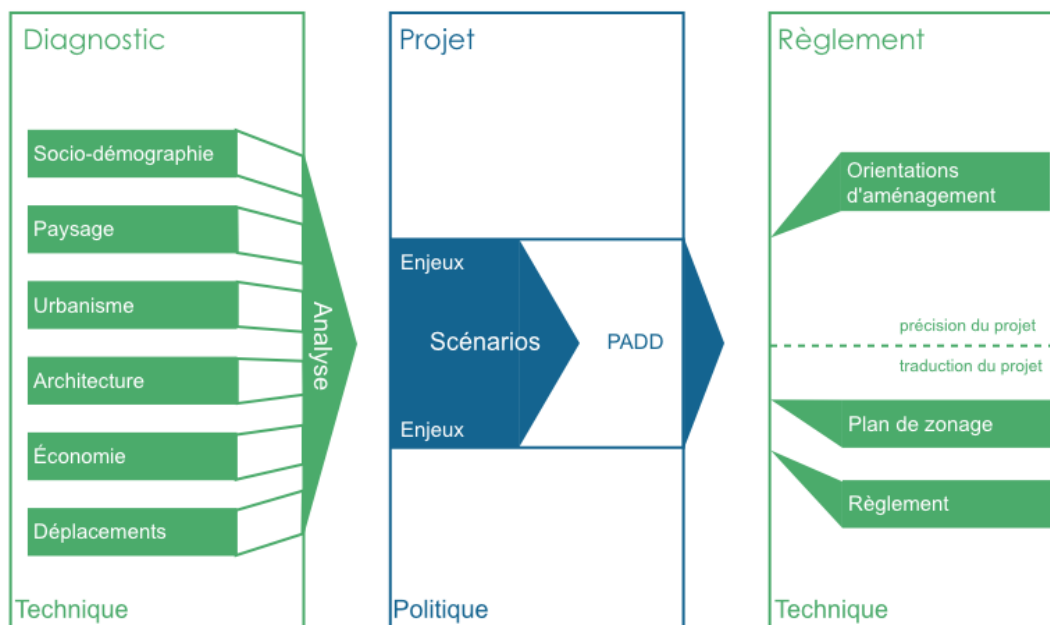 Diagnostic
Socio-démographie
Paysage
Urbanisme
Architecture
Économie
Déplacements
Analyse
Technique
Projet
Enjeux
Scénarios
PADD
Enjeux
Politique
Règlement
Orientations
d'aménagement
précision du projet
traduction du projet
Plan de zonage
Règlement
Technique